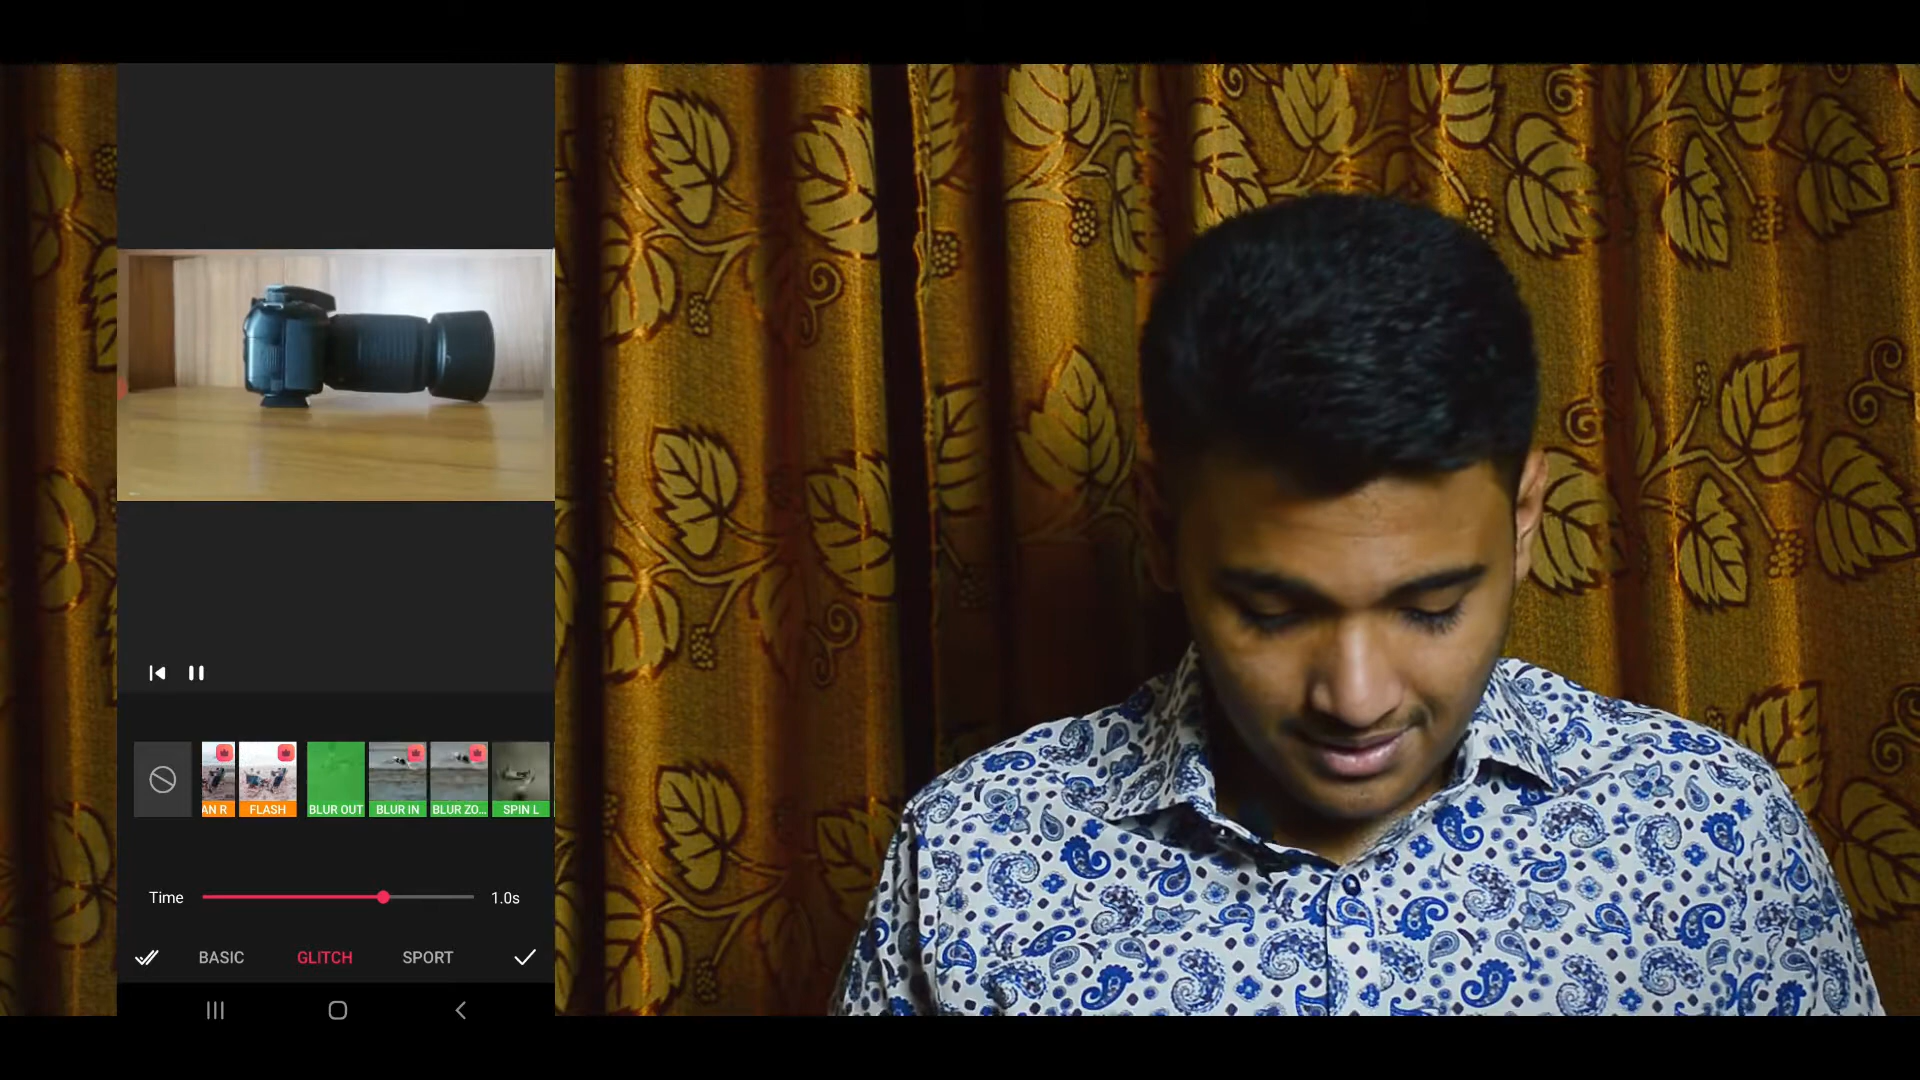 AN R FLASH BLUR OUT BLUR IN BLUR ZO... SPIN L
Time 1.0s
BASIC GLITCH SPORT